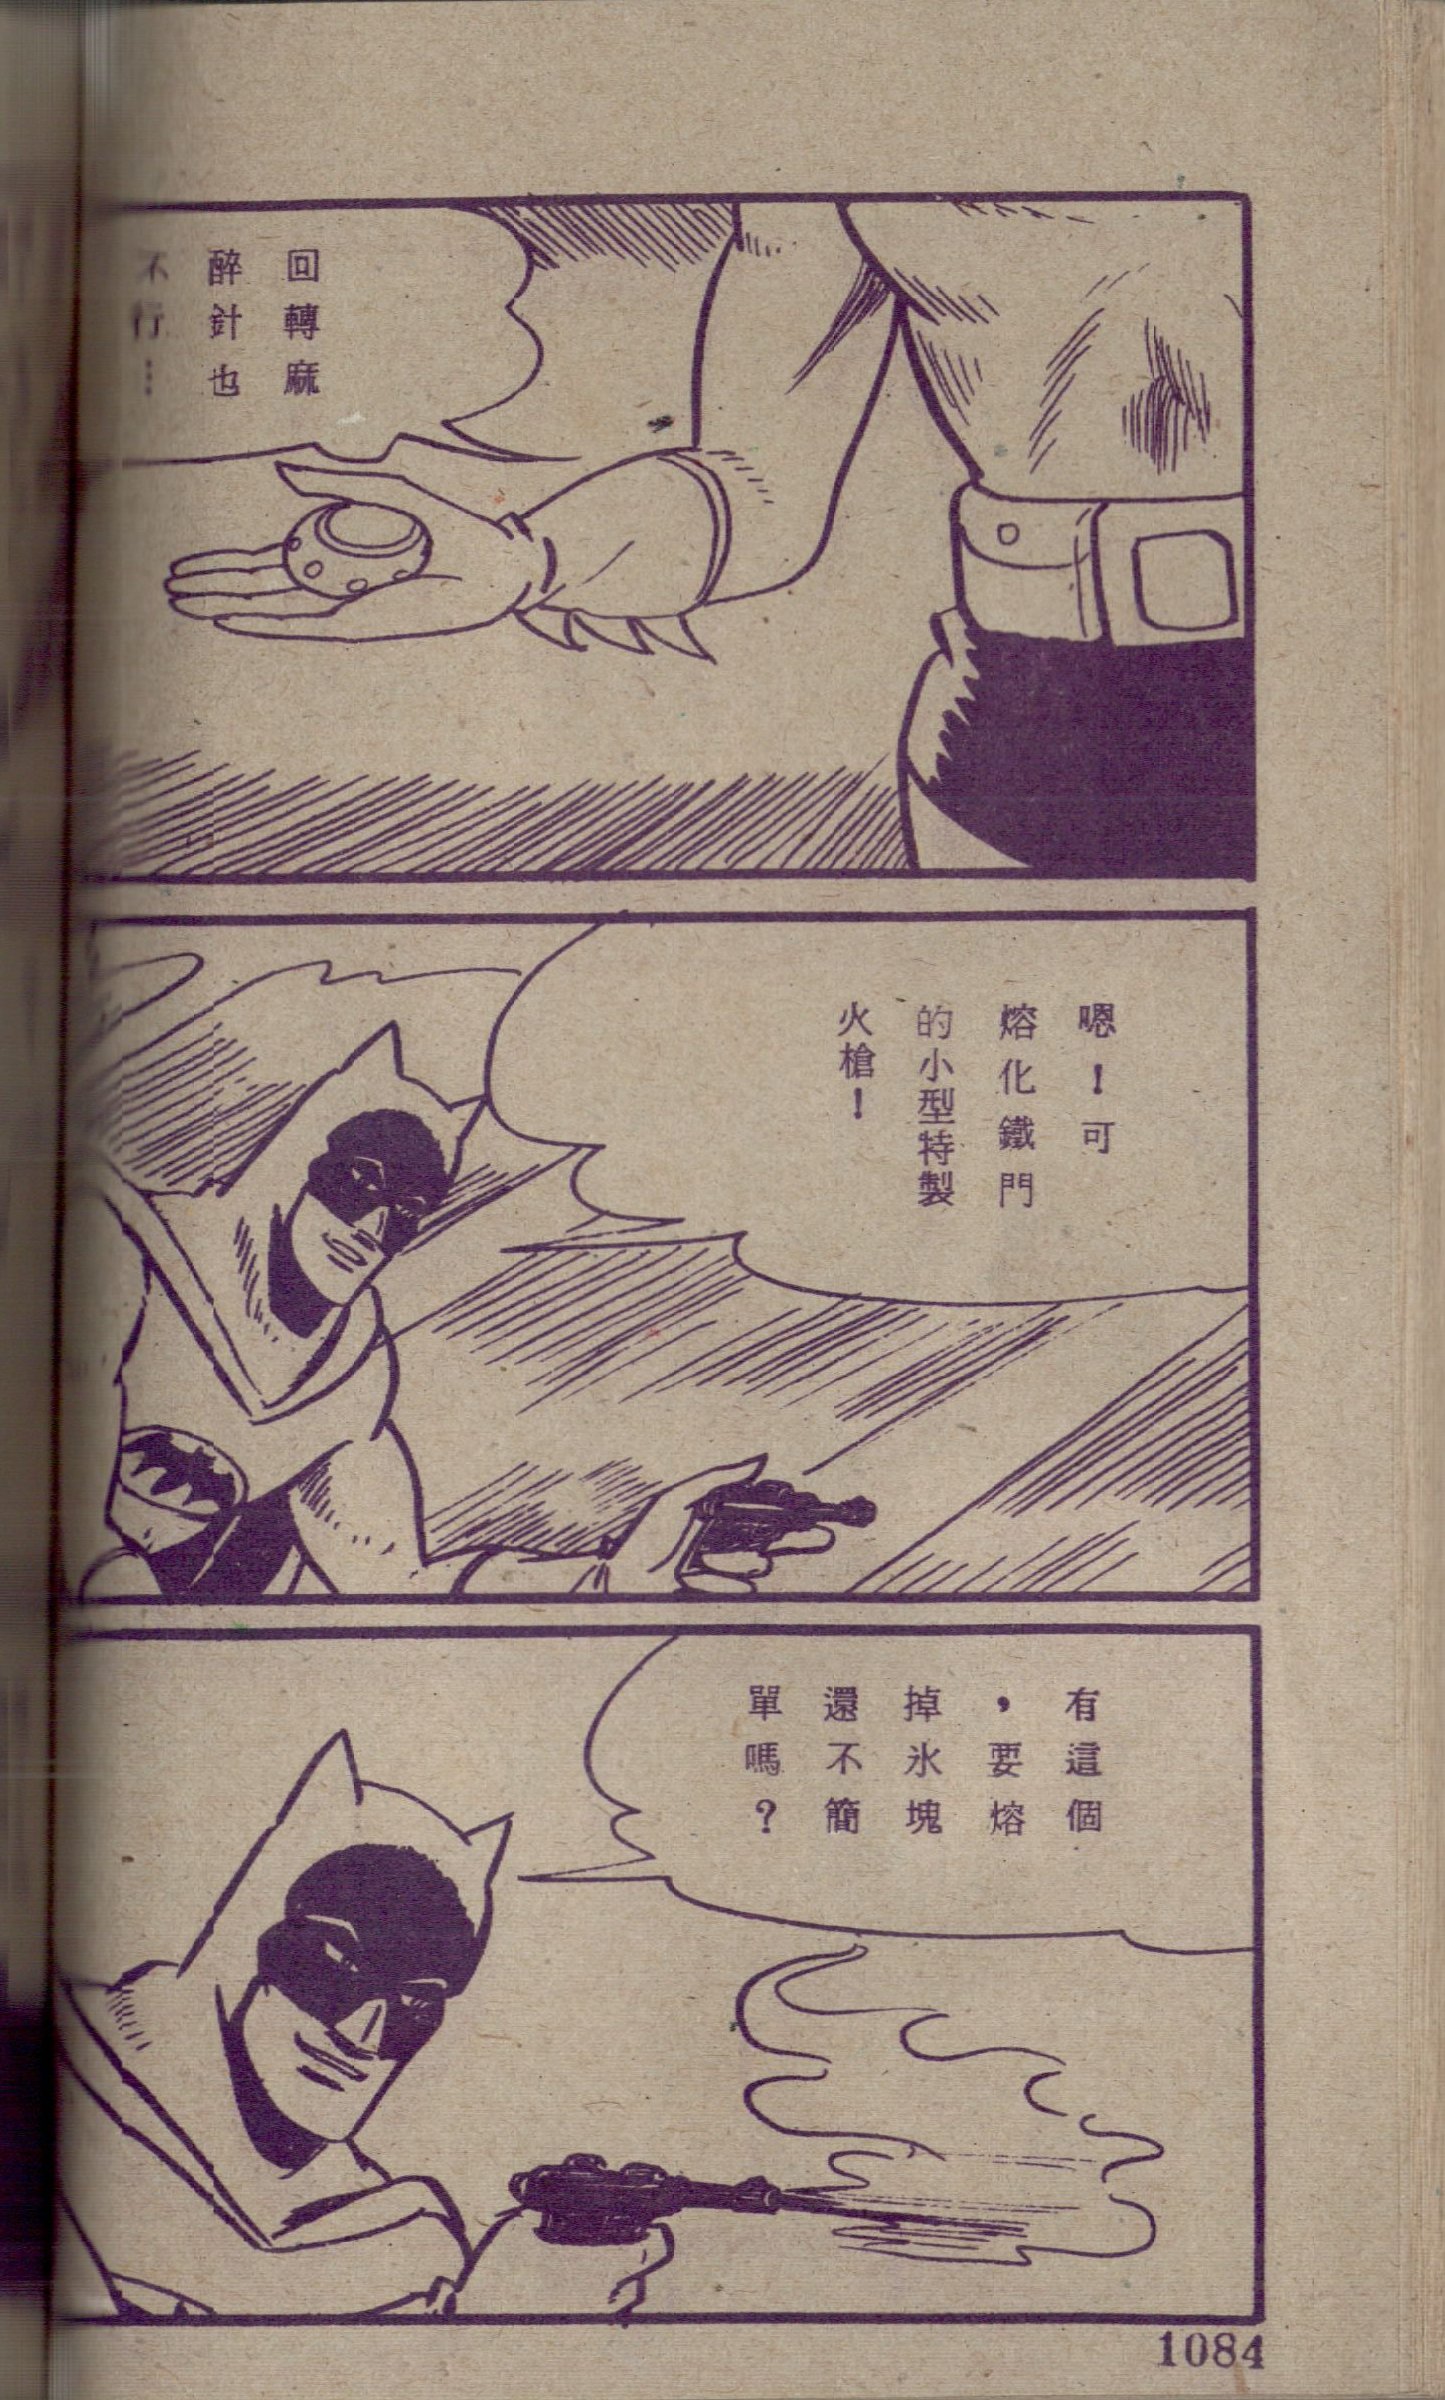 回轉麻
醉針也
不行…
嗯！可
熔化鐵門
的小型特製
火槍！
有這個
，要熔
掉氷塊
還不簡
單嗎？
1084